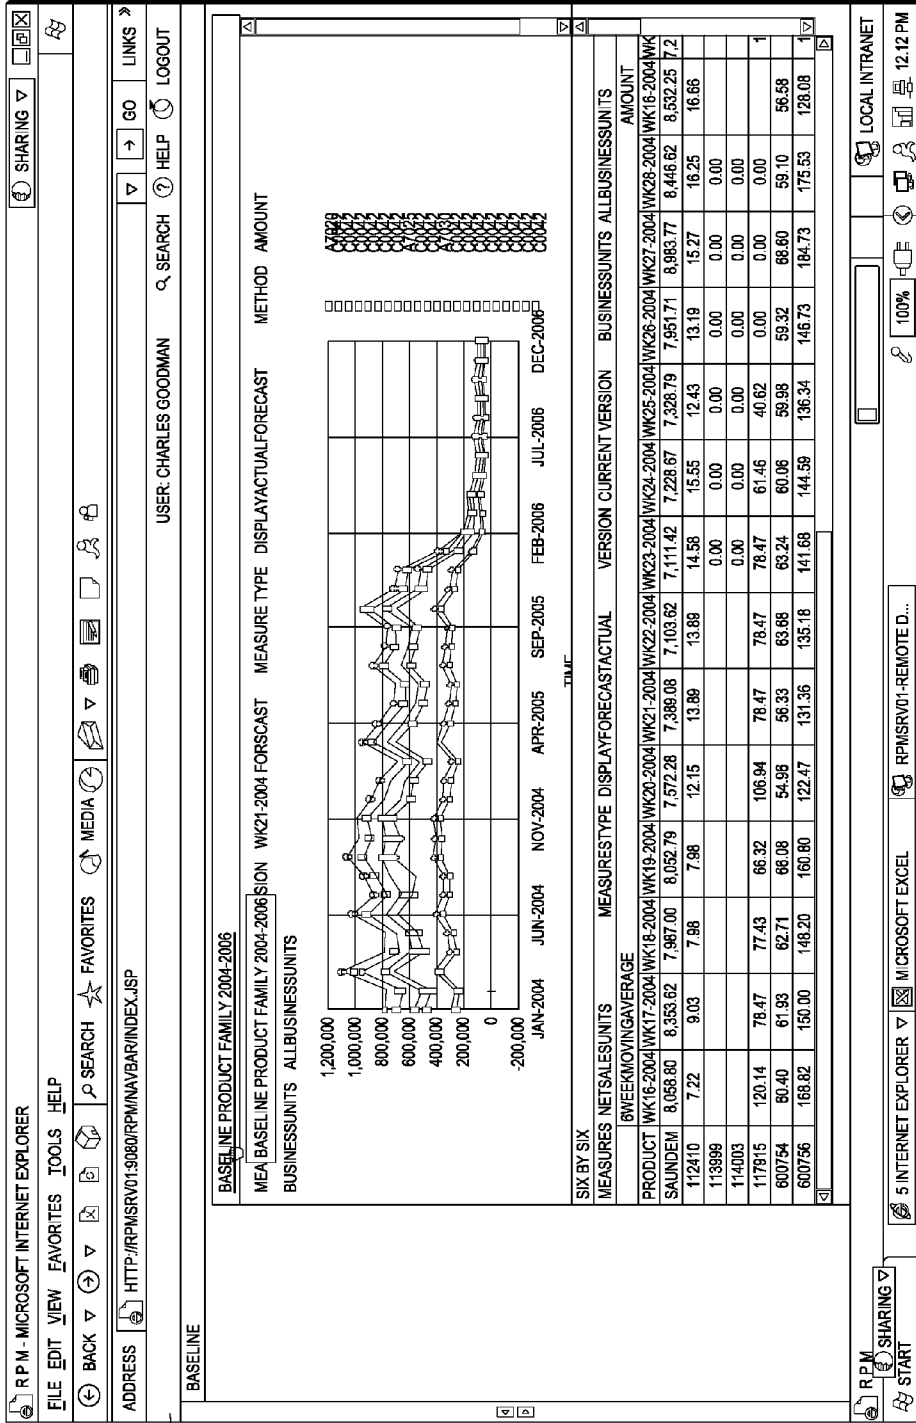 R P M - MICROSOFT INTERNET EXPLORER SHARING
FILE EDIT VIEW FAVORITES TOOLS HELP
BACK SEARCH FAVORITES MEDIA
ADDRESS HTTP://RPMSRV01:9080/RPM/NAVBAR/INDEX.JSP GO LINKS »
USER: CHARLES GOODMAN SEARCH ? HELP LOGOUT
BASELINE
BASELINE PRODUCT FAMILY 2004-2006
MEA BASELINE PRODUCT FAMILY 2004-2006 SION WK21-2004 FORSCAST MEASURE TYPE DISPLAYACTUALFORECAST METHOD AMOUNT
BUSINESSUNITS ALLBUSINESSUNITS
1,200,000
1,000,000
800,000
600,000
400,000
200,000
0
-200,000
JAN-2004 JUN-2004 NOV-2004 APR-2005 SEP-2005 FEB-2006 JUL-2006 DEC-2006
TIME
SIX BY SIX
MEASURES NETSALESUNITS MEASURESTYPE DISPLAYFORECASTACTUAL VERSION CURRENT VERSION BUSINESSUNITS ALLBUSINESSUNITS
6WEEKMOVINGAVERAGE AMOUNT
PRODUCT WK16-2004 WK17-2004 WK18-2004 WK19-2004 WK20-2004 WK21-2004 WK22-2004 WK23-2004 WK24-2004 WK25-2004 WK26-2004 WK27-2004 WK28-2004 WK16-2004 WK
SAUNDEM 8,058.80 8,353.62 7,987.00 8,052.79 7,572.28 7,389.08 7,103.62 7,111.42 7,228.67 7,328.79 7,951.71 8,983.77 8,446.62 8,532.25 7,2
112410 7.22 9.03 7.98 7.98 12.15 13.89 13.89 14.58 15.55 12.43 13.19 15.27 16.25 16.66
113999 0.00 0.00 0.00 0.00 0.00 0.00
114003 0.00 0.00 0.00 0.00 0.00 0.00
117915 120.14 78.47 77.43 66.32 106.94 78.47 78.47 78.47 61.46 40.62 0.00 0.00 0.00 1
600754 60.40 61.93 62.71 66.08 54.96 56.33 63.68 63.24 60.06 59.98 59.32 68.60 59.10 56.58
600756 168.82 150.00 148.20 160.80 122.47 131.36 135.18 141.68 144.59 136.34 146.73 184.73 175.53 128.08 1
R P M LOCAL INTRANET
SHARING
START 5 INTERNET EXPLORER MICROSOFT EXCEL RPMSRV01-REMOTE D... 100% 12.12 PM